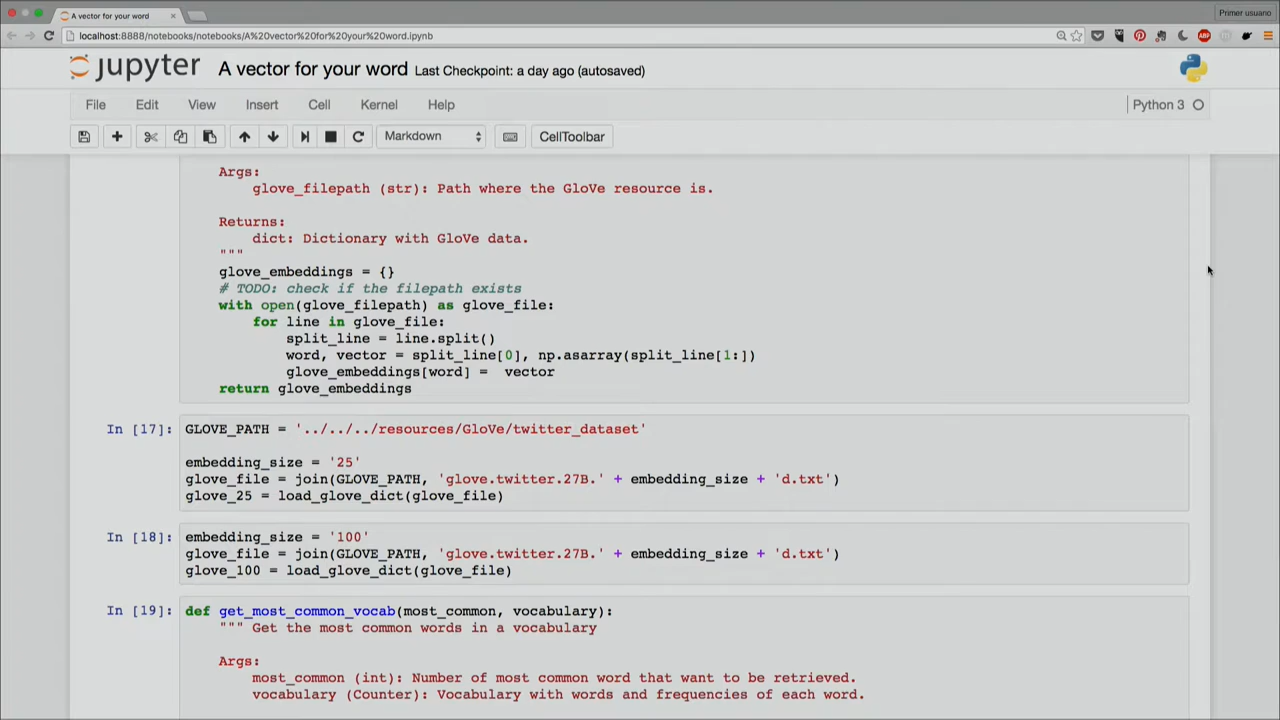 A vector for your word
Primer usuario
localhost:8888/notebooks/notebooks/A%20vector%20for%20your%20word.ipynb
jupyter A vector for your word Last Checkpoint: a day ago (autosaved)
File Edit View Insert Cell Kernel Help
Python 3
Markdown CellToolbar
Args:
glove_filepath (str): Path where the GloVe resource is.
Returns:
dict: Dictionary with GloVe data.
"""
glove_embeddings = {}
# TODO: check if the filepath exists
with open(glove_filepath) as glove_file:
for line in glove_file:
split_line = line.split()
word, vector = split_line[0], np.asarray(split_line[1:])
glove_embeddings[word] =  vector
return glove_embeddings
In [17]: GLOVE_PATH = '../../../resources/GloVe/twitter_dataset'
embedding_size = '25'
glove_file = join(GLOVE_PATH, 'glove.twitter.27B.' + embedding_size + 'd.txt')
glove_25 = load_glove_dict(glove_file)
In [18]: embedding_size = '100'
glove_file = join(GLOVE_PATH, 'glove.twitter.27B.' + embedding_size + 'd.txt')
glove_100 = load_glove_dict(glove_file)
In [19]: def get_most_common_vocab(most_common, vocabulary):
""" Get the most common words in a vocabulary
Args:
most_common (int): Number of most common word that want to be retrieved.
vocabulary (Counter): Vocabulary with words and frequencies of each word.